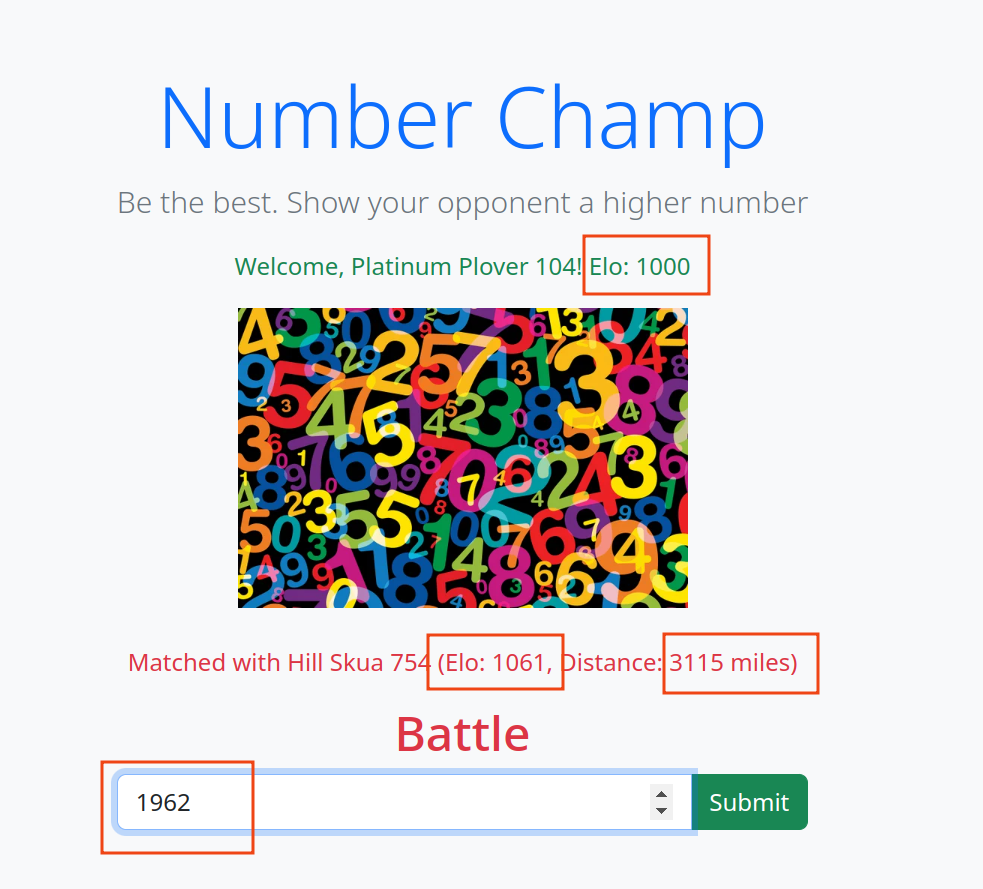 Number Champ
Be the best. Show your opponent a higher number
Welcome, Platinum Plover 104! Elo: 1000
Matched with Hill Skua 754 (Elo: 1061, Distance: 3115 miles)
Battle
1962
Submit